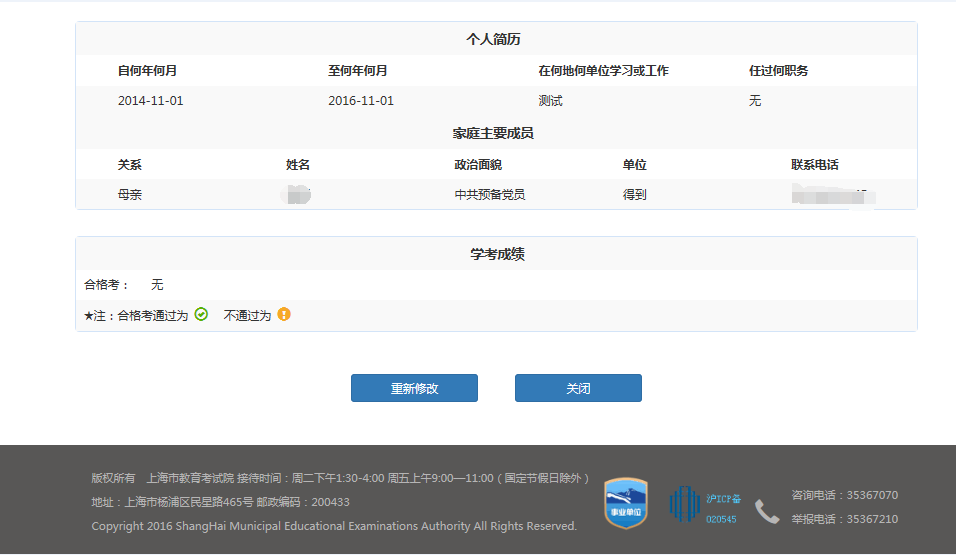 个人简历
自何年何月 至何年何月 在何地何单位学习或工作 任过何职务
2014-11-01 2016-11-01 测试 无
家庭主要成员
关系 姓名 政治面貌 单位 联系电话
母亲 中共预备党员 得到
学考成绩
合格考： 无
★注：合格考通过为 不通过为
重新修改 关闭
版权所有 上海市教育考试院 接待时间：周二下午1:30-4:00 周五上午9:00—11:00（国定节假日除外）
地址：上海市杨浦区民星路465号 邮政编码：200433
Copyright 2016 ShangHai Municipal Educational Examinations Authority All Rights Reserved.
事业单位
沪ICP备
020545
咨询电话：35367070
举报电话：35367210